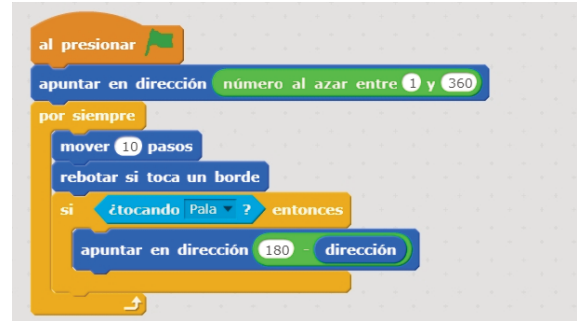 al presionar
apuntar en dirección número al azar entre 1 y 360
por siempre
mover 10 pasos
rebotar si toca un borde
si ¿tocando Pala ? entonces
apuntar en dirección 180 - dirección